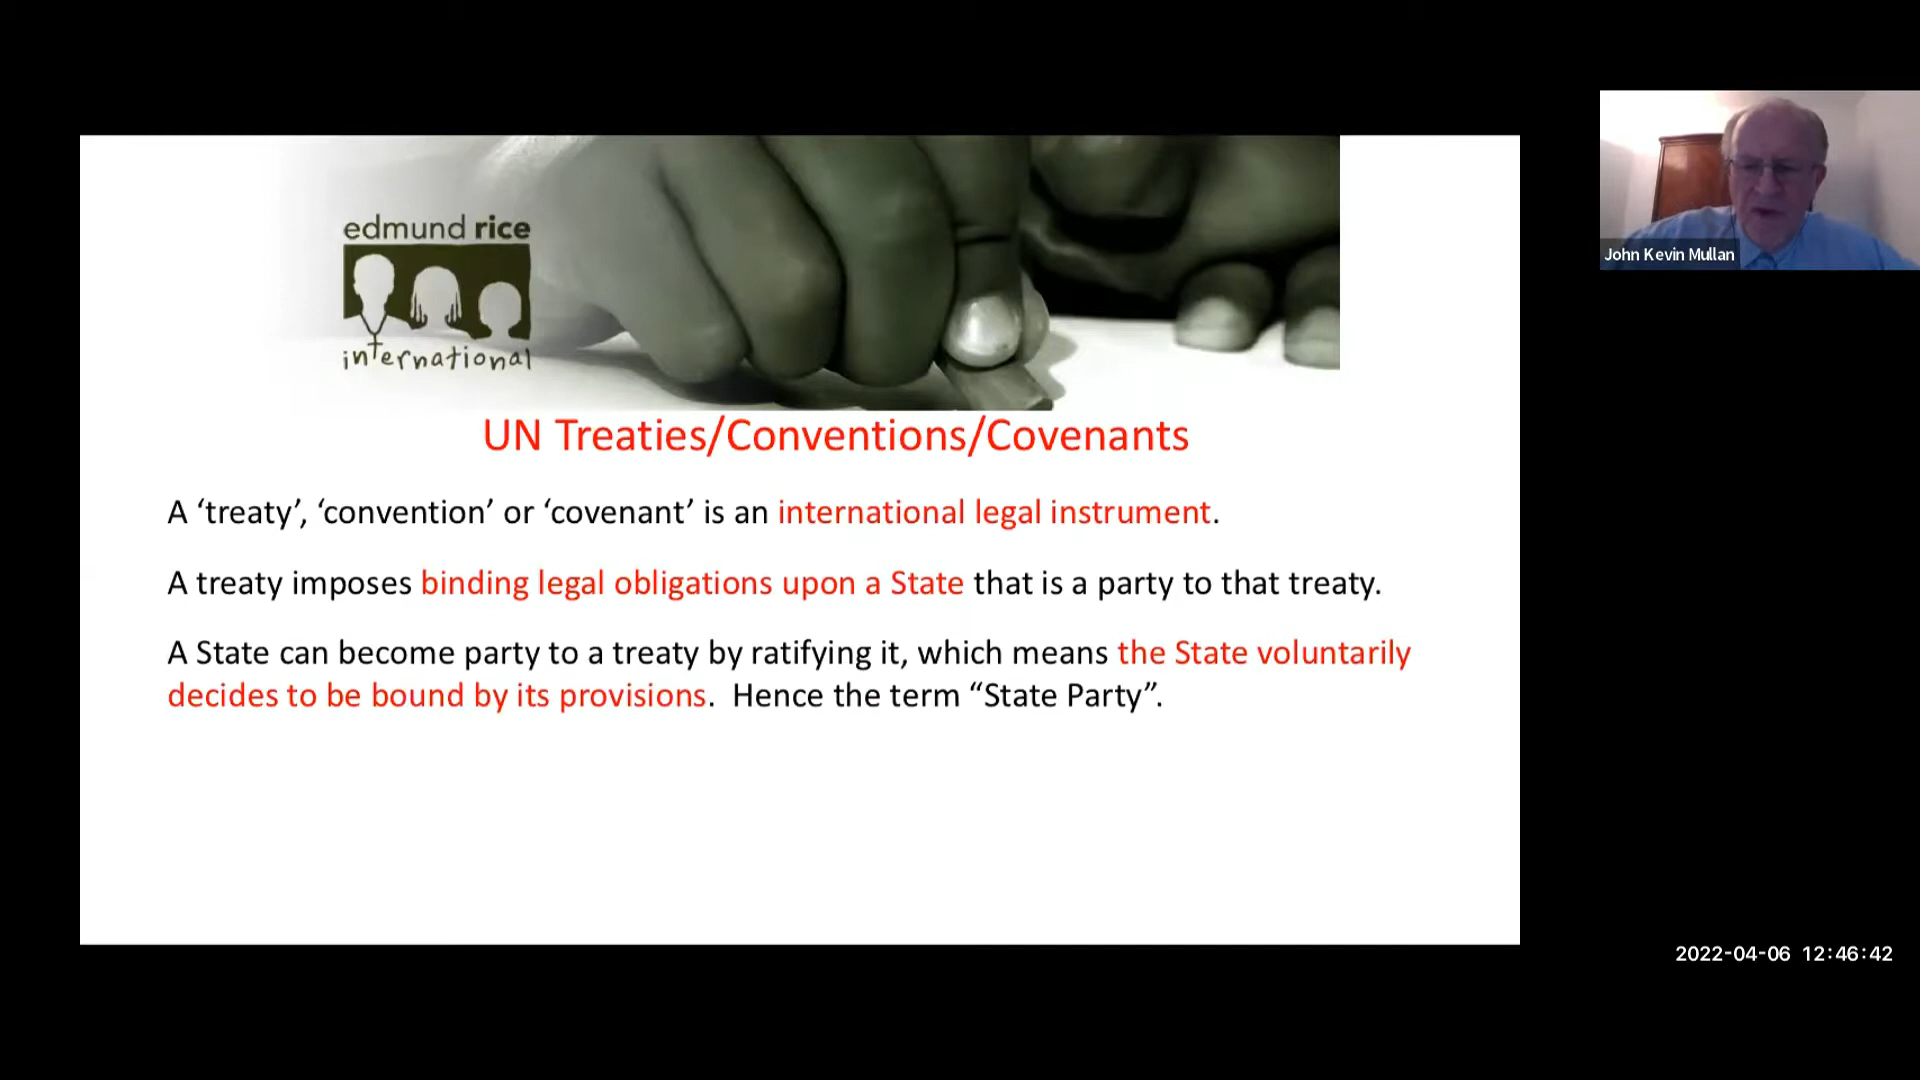 edmund rice
international
UN Treaties/Conventions/Covenants
A ‘treaty’, ‘convention’ or ‘covenant’ is an international legal instrument.
A treaty imposes binding legal obligations upon a State that is a party to that treaty.
A State can become party to a treaty by ratifying it, which means the State voluntarily
decides to be bound by its provisions.  Hence the term “State Party”.
John Kevin Mullan
2022-04-06 12:46:42